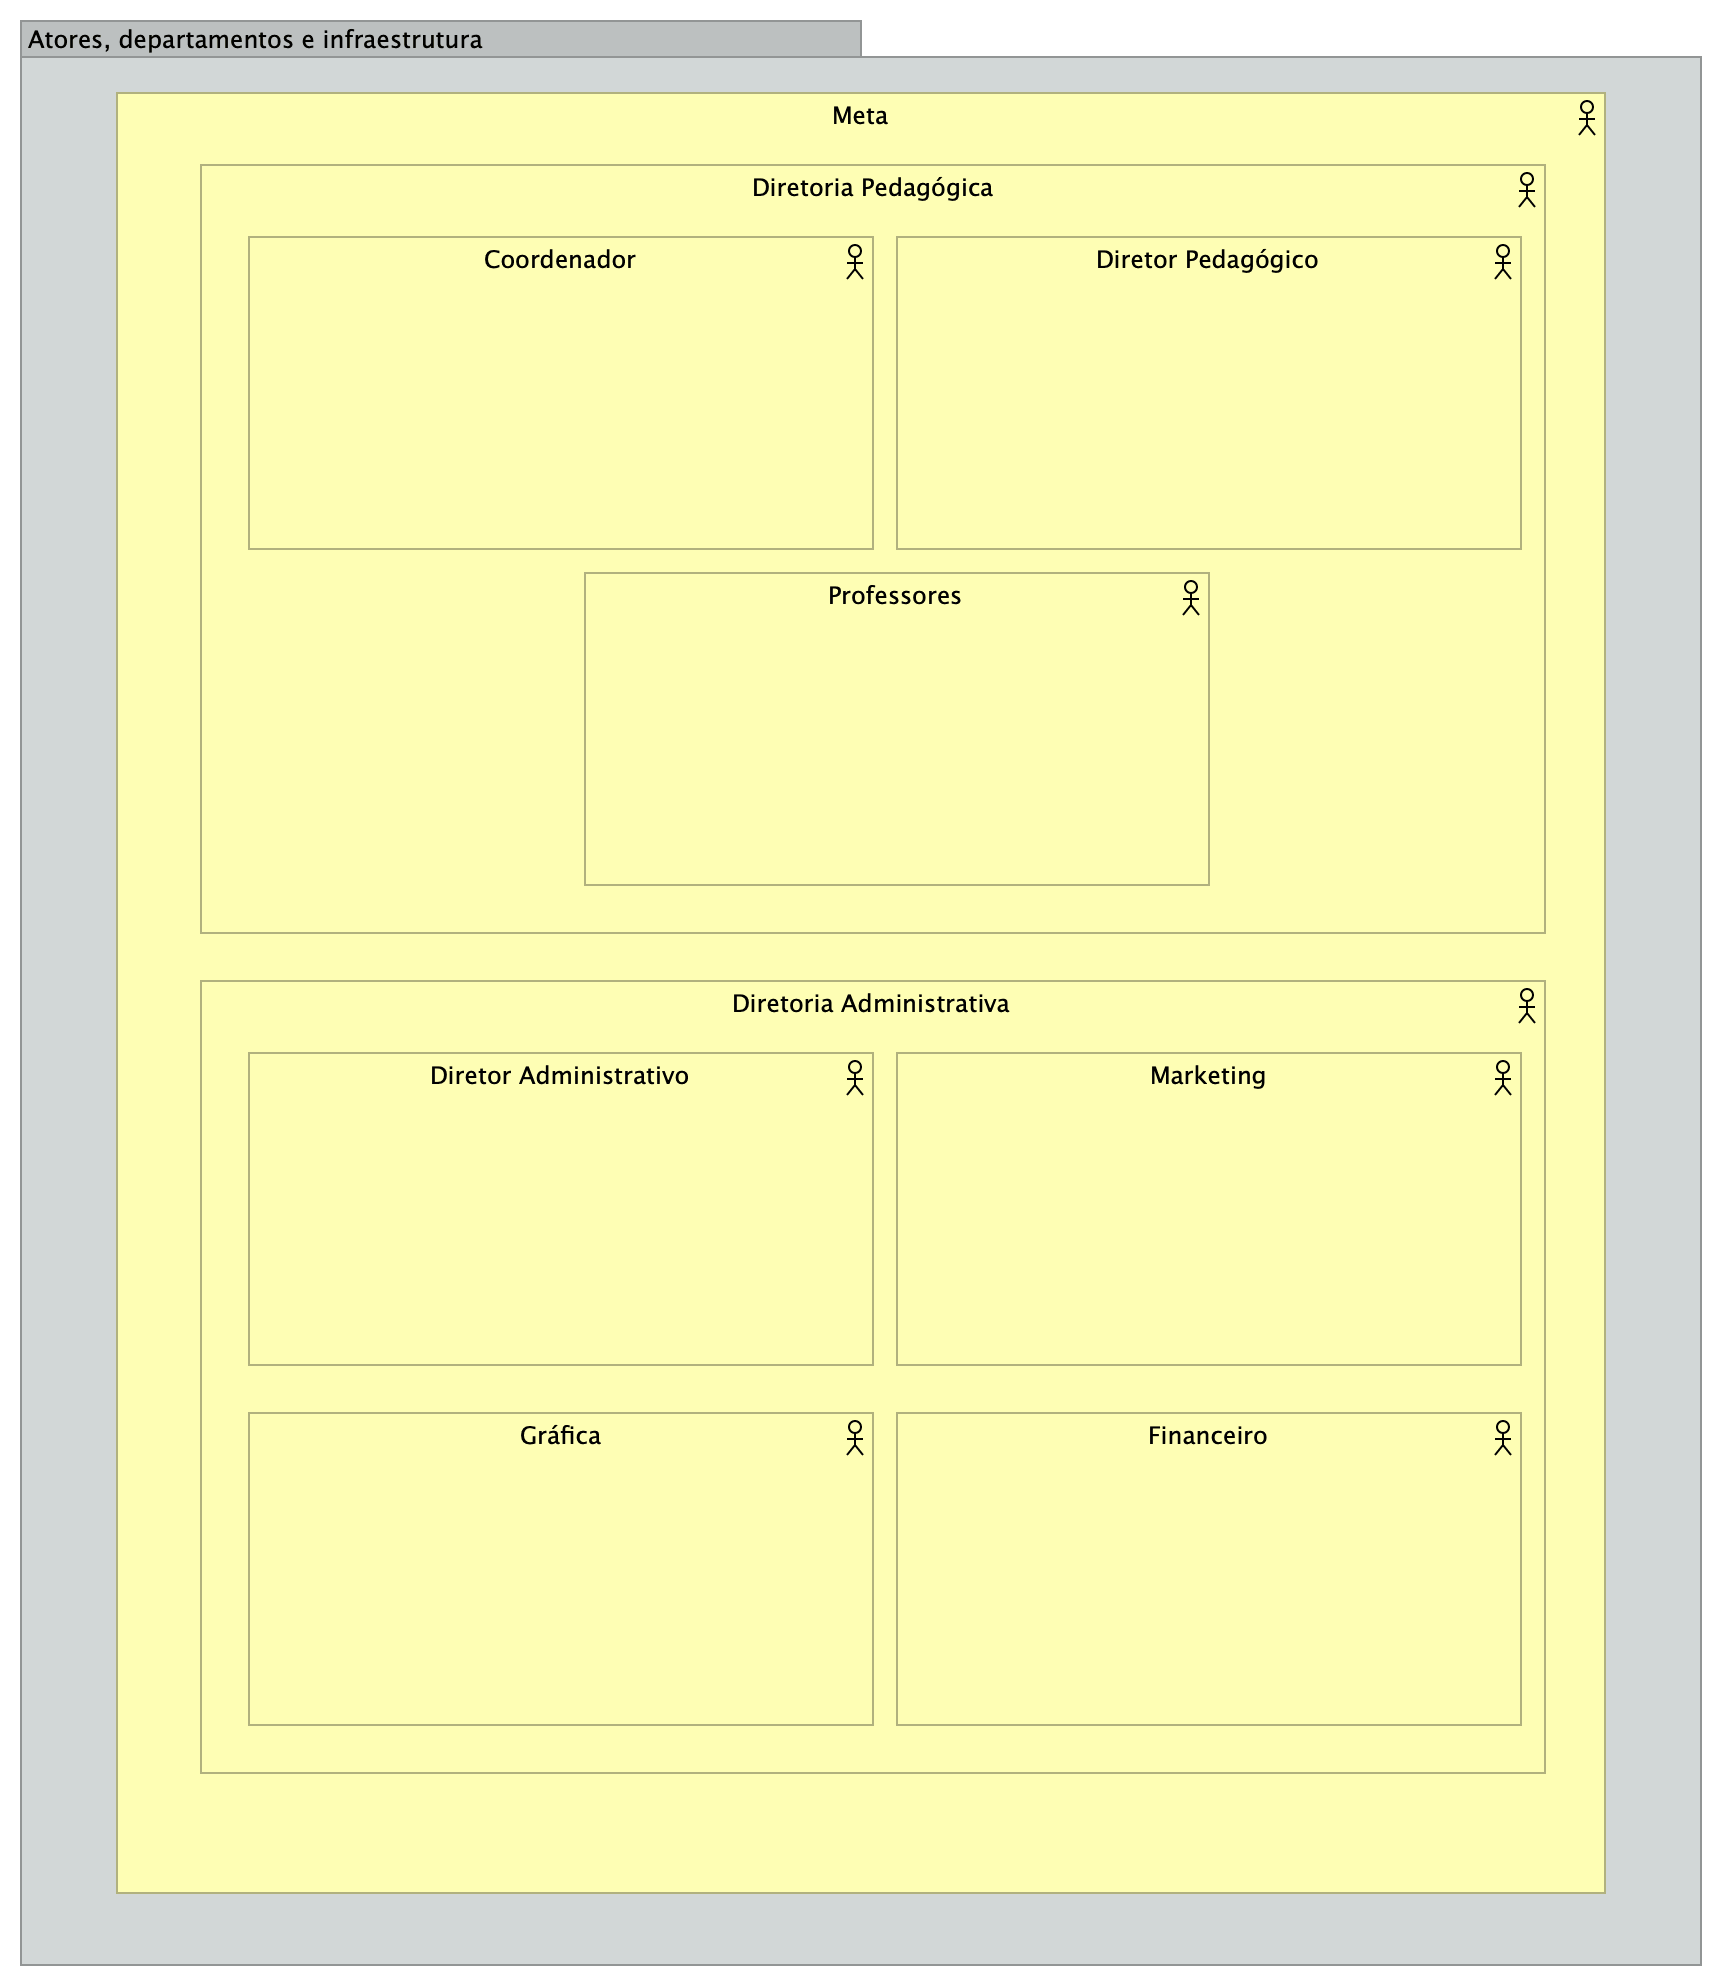 Atores, departamentos e infraestrutura
Meta
Diretoria Pedagógica
Coordenador
Diretor Pedagógico
Professores
Diretoria Administrativa
Diretor Administrativo
Marketing
Gráfica
Financeiro